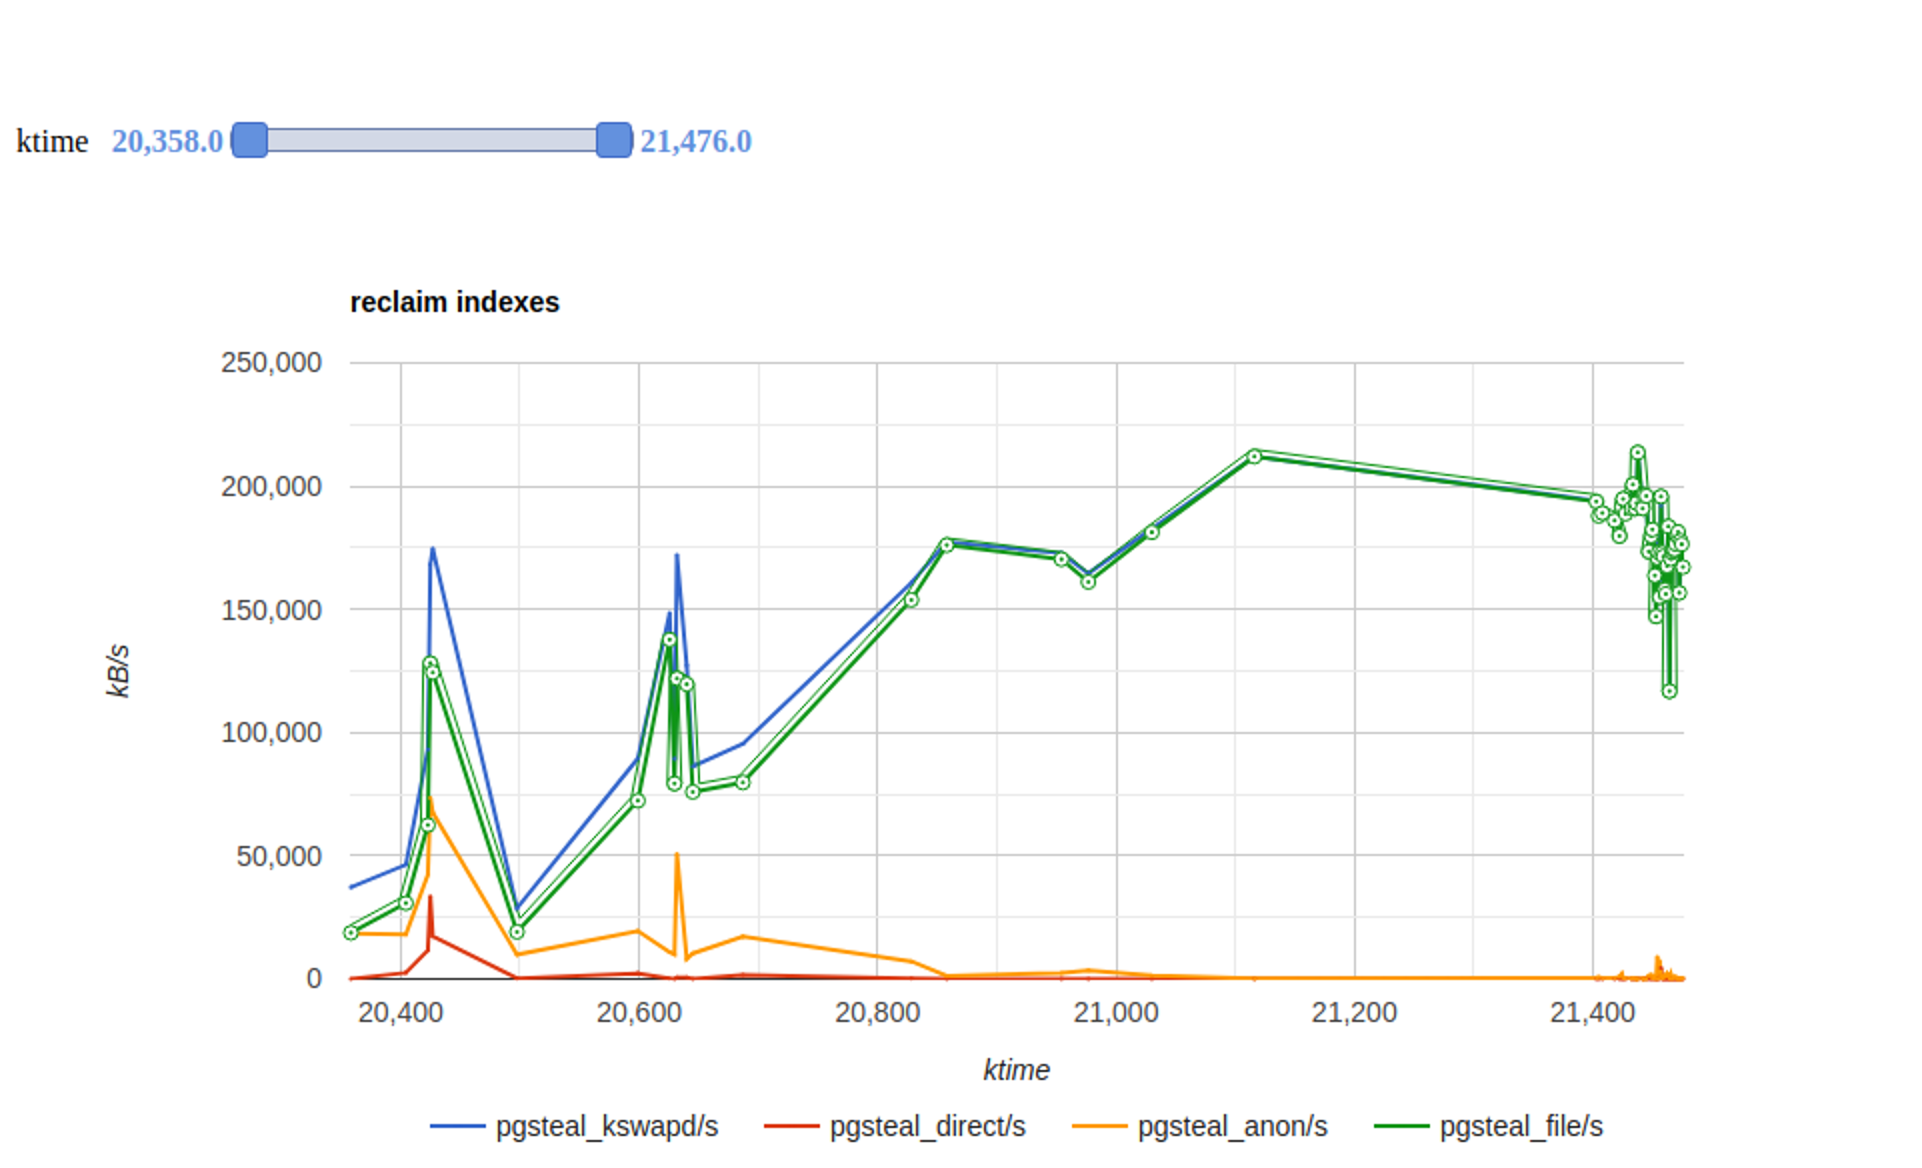 ktime 20,358.0 21,476.0
reclaim indexes
250,000
200,000
150,000
100,000
50,000
0
kB/s
20,400 20,600 20,800 21,000 21,200 21,400
ktime
pgsteal_kswapd/s pgsteal_direct/s pgsteal_anon/s pgsteal_file/s